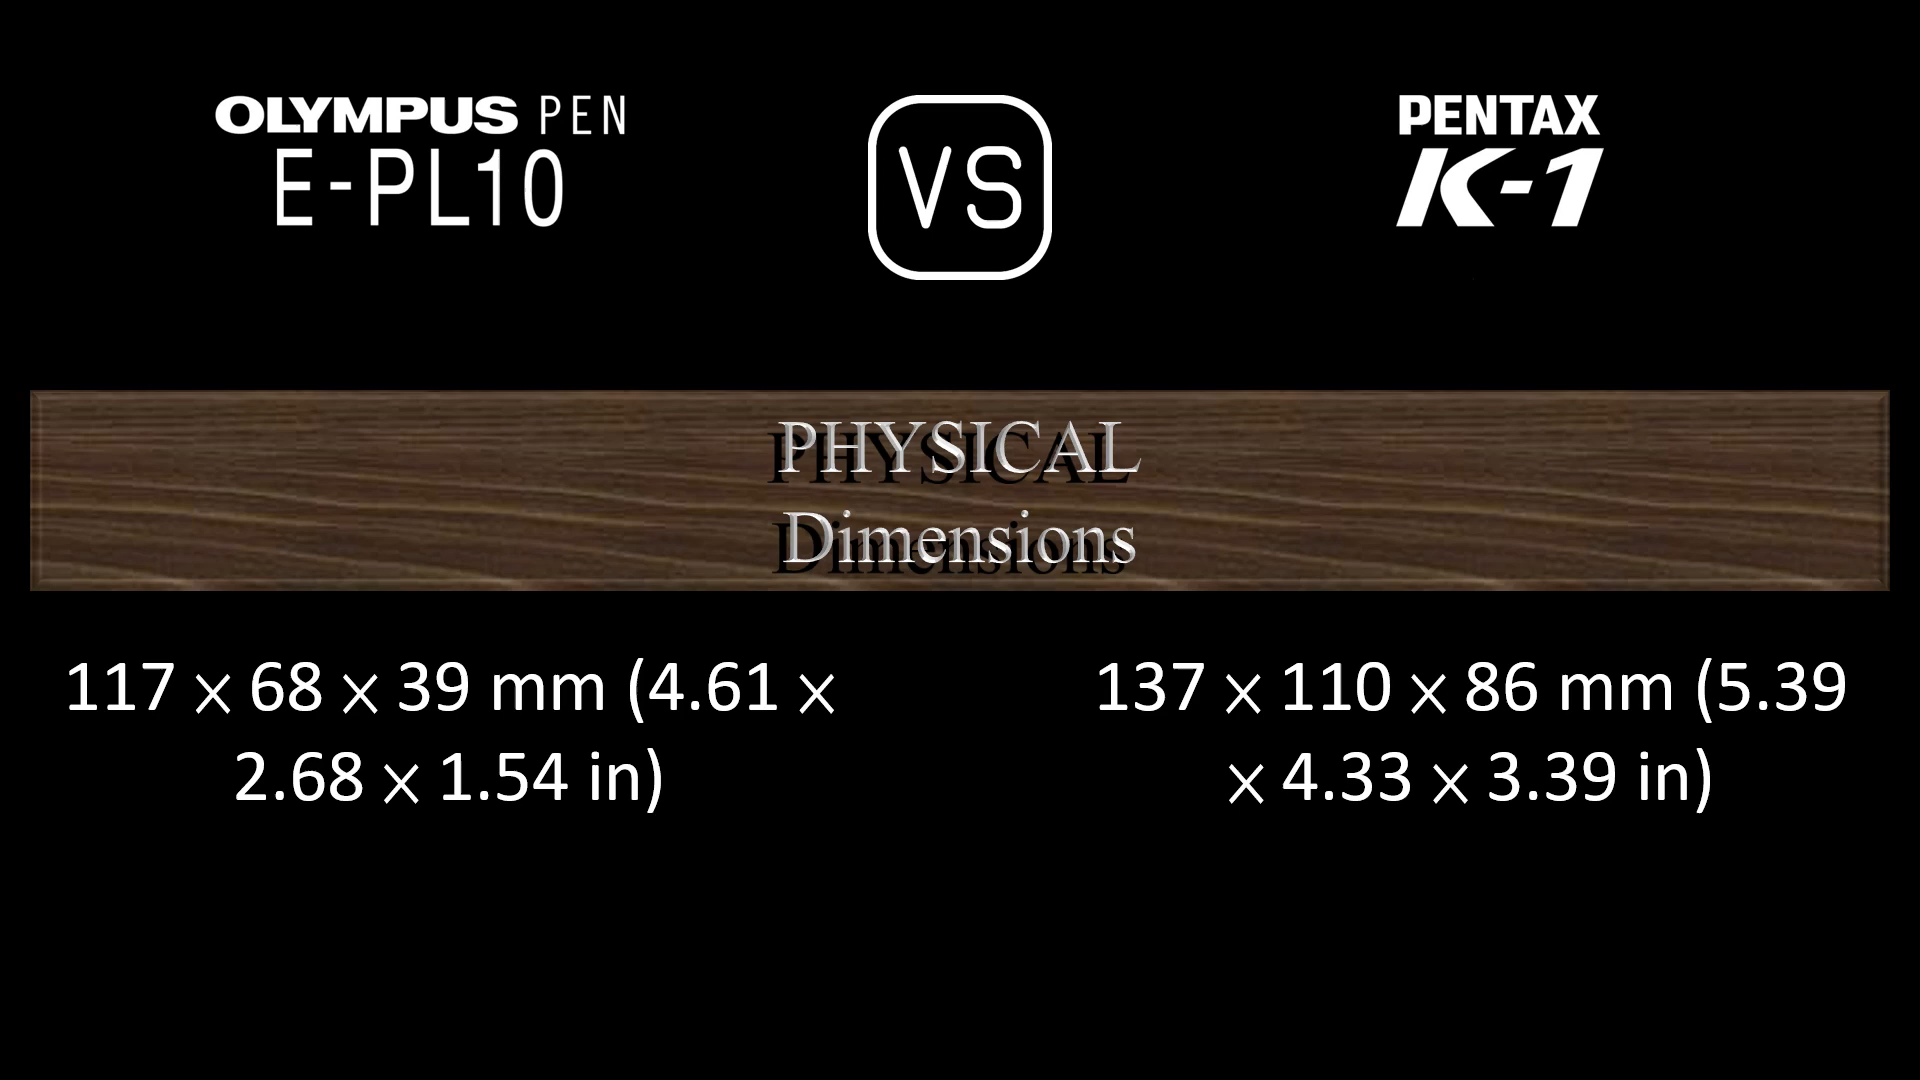 OLYMPUS PEN
E-PL10
VS
PENTAX
K-1
PHYSICAL
Dimensions
117 x 68 x 39 mm (4.61 x
2.68 x 1.54 in)
137 x 110 x 86 mm (5.39
x 4.33 x 3.39 in)